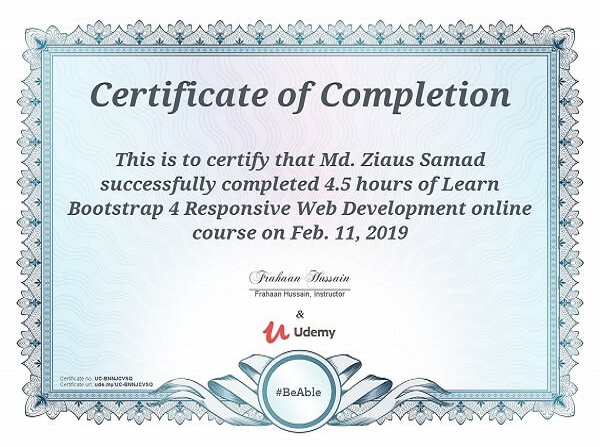 Certificate of Completion
This is to certify that Md. Ziaus Samad
successfully completed 4.5 hours of Learn
Bootstrap 4 Responsive Web Development online
course on Feb. 11, 2019
Frahaan Hussain
Frahaan Hussain, Instructor
&
Udemy
Certificate no: UC-BNNJCVSG
Certificate url: ude.my/UC-BNNJCVSG
#BeAble